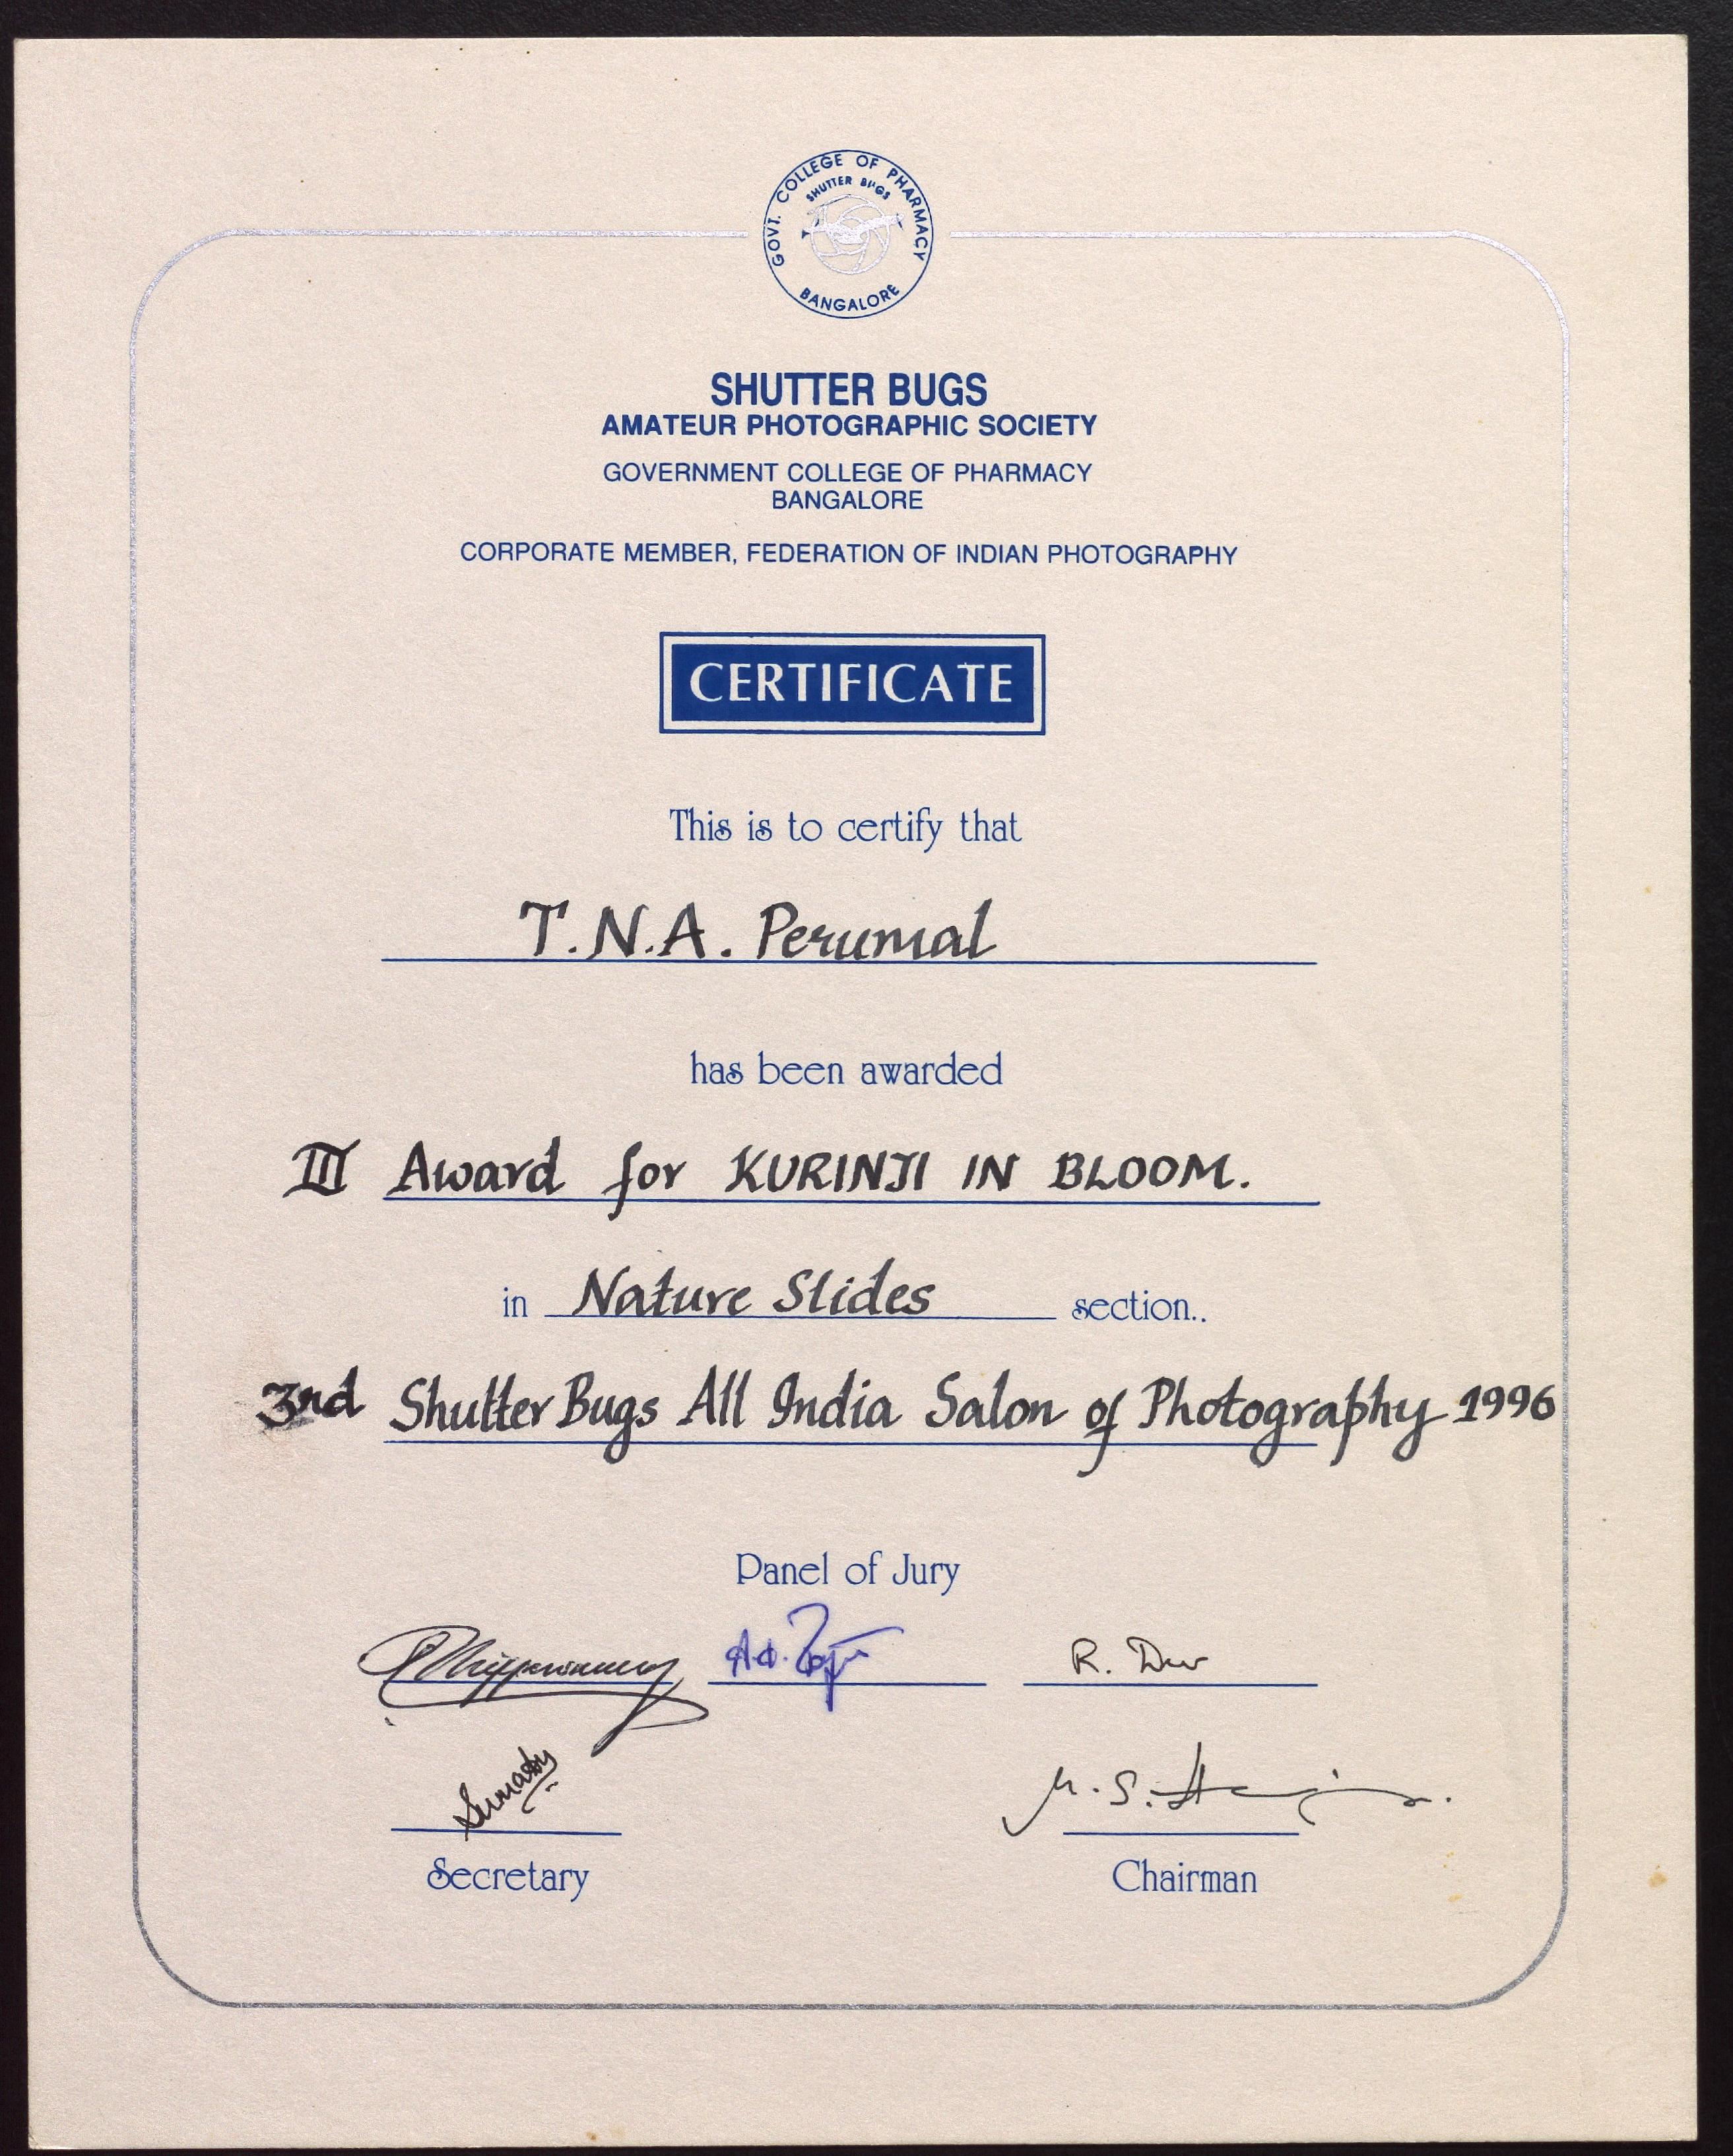 GOVT. COLLEGE OF PHARMACY
SHUTTER BUGS
BANGALORE
SHUTTER BUGS
AMATEUR PHOTOGRAPHIC SOCIETY
GOVERNMENT COLLEGE OF PHARMACY
BANGALORE
CORPORATE MEMBER, FEDERATION OF INDIAN PHOTOGRAPHY
CERTIFICATE
This is to certify that
T.N.A. Perumal
has been awarded
III Award for KURINJI IN BLOOM.
in Nature Slides section..
3nd Shutter Bugs All India Salon of Photography 1996
Panel of Jury
R.
M.S.
Secretary Chairman